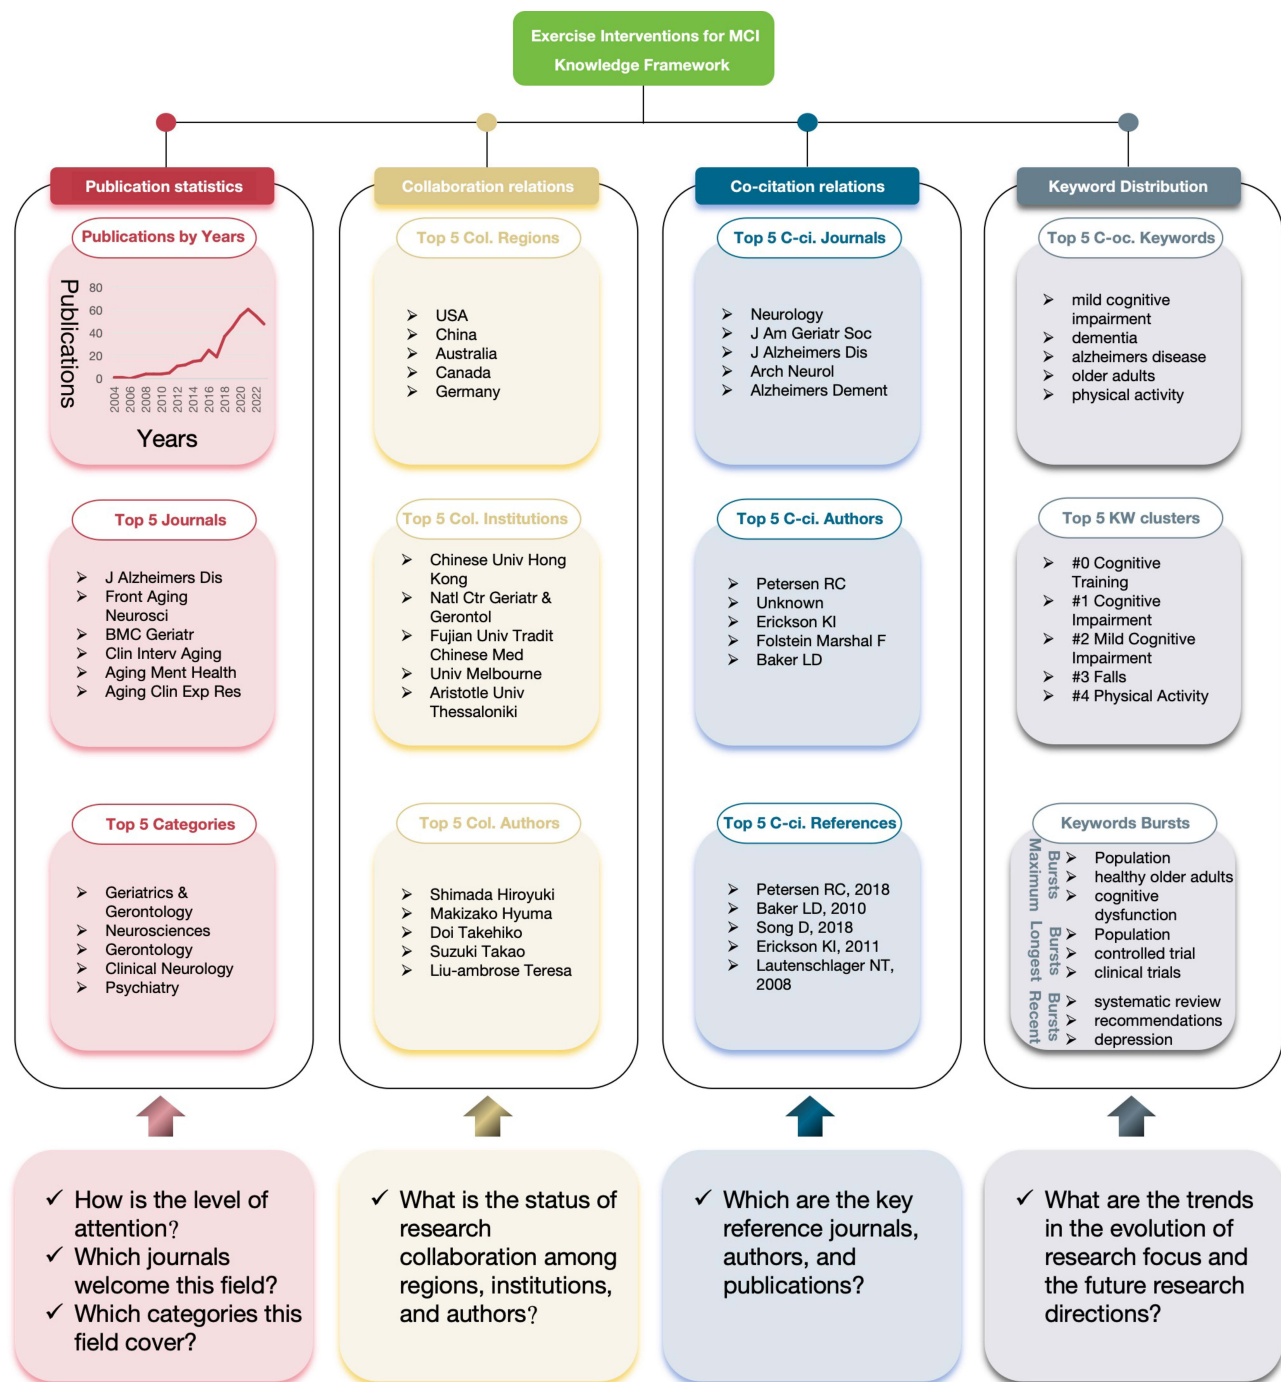 Exercise Interventions for MCI
Knowledge Framework
Publication statistics
Publications by Years
Publications
80
60
40
20
0
2004
2006
2008
2010
2012
2014
2016
2018
2020
2022
Years
Top 5 Journals
➢ J Alzheimers Dis
➢ Front Aging
Neurosci
➢ BMC Geriatr
➢ Clin Interv Aging
➢ Aging Ment Health
➢ Aging Clin Exp Res
Top 5 Categories
➢ Geriatrics &
Gerontology
➢ Neurosciences
➢ Gerontology
➢ Clinical Neurology
➢ Psychiatry
✓ How is the level of
attention?
✓ Which journals
welcome this field?
✓ Which categories this
field cover?
Collaboration relations
Top 5 Col. Regions
➢ USA
➢ China
➢ Australia
➢ Canada
➢ Germany
Top 5 Col. Institutions
➢ Chinese Univ Hong
Kong
➢ Natl Ctr Geriatr &
Gerontol
➢ Fujian Univ Tradit
Chinese Med
➢ Univ Melbourne
➢ Aristotle Univ
Thessaloniki
Top 5 Col. Authors
➢ Shimada Hiroyuki
➢ Makizako Hyuma
➢ Doi Takehiko
➢ Suzuki Takao
➢ Liu-ambrose Teresa
✓ What is the status of
research
collaboration among
regions, institutions,
and authors?
Co-citation relations
Top 5 C-ci. Journals
➢ Neurology
➢ J Am Geriatr Soc
➢ J Alzheimers Dis
➢ Arch Neurol
➢ Alzheimers Dement
Top 5 C-ci. Authors
➢ Petersen RC
➢ Unknown
➢ Erickson KI
➢ Folstein Marshal F
➢ Baker LD
Top 5 C-ci. References
➢ Petersen RC, 2018
➢ Baker LD, 2010
➢ Song D, 2018
➢ Erickson KI, 2011
➢ Lautenschlager NT,
2008
✓ Which are the key
reference journals,
authors, and
publications?
Keyword Distribution
Top 5 C-oc. Keywords
➢ mild cognitive
impairment
➢ dementia
➢ alzheimers disease
➢ older adults
➢ physical activity
Top 5 KW clusters
➢ #0 Cognitive
Training
➢ #1 Cognitive
Impairment
➢ #2 Mild Cognitive
Impairment
➢ #3 Falls
➢ #4 Physical Activity
Keywords Bursts
Maximum
Bursts
➢ Population
➢ healthy older adults
➢ cognitive
dysfunction
Longest
Bursts
➢ Population
➢ controlled trial
➢ clinical trials
Recent
Bursts
➢ systematic review
➢ recommendations
➢ depression
✓ What are the trends
in the evolution of
research focus and
the future research
directions?